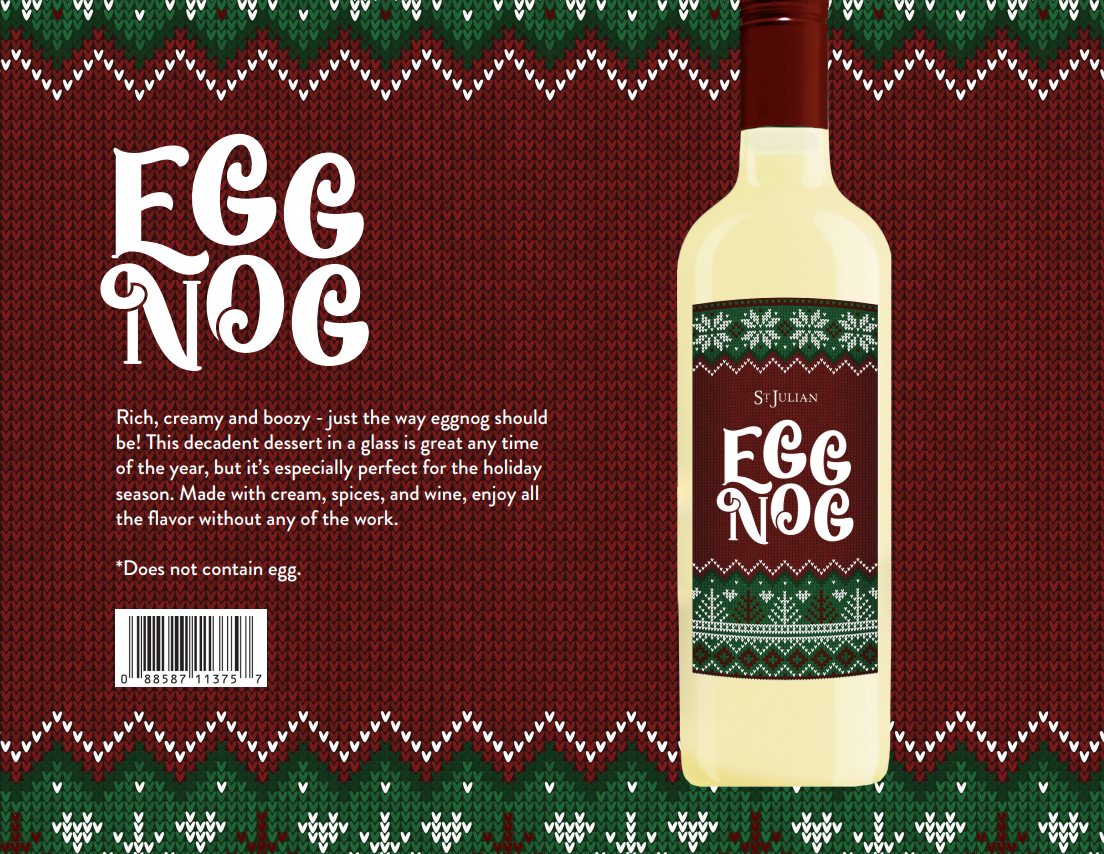 EGG
NOG
Rich, creamy and boozy - just the way eggnog should
be! This decadent dessert in a glass is great any time
of the year, but it's especially perfect for the holiday
season. Made with cream, spices, and wine, enjoy all
the flavor without any of the work.
*Does not contain egg.
0 88587 11375 7
ST JULIAN
EGG
NOG